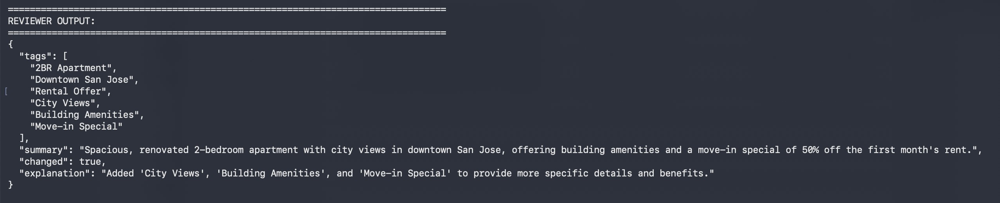 ================================================================================
REVIEWER OUTPUT:
================================================================================
{
  "tags": [
    "2BR Apartment",
    "Downtown San Jose",
[    "Rental Offer",
    "City Views",
    "Building Amenities",
    "Move-in Special"
  ],
  "summary": "Spacious, renovated 2-bedroom apartment with city views in downtown San Jose, offering building amenities and a move-in special of 50% off the first month's rent.",
  "changed": true,
  "explanation": "Added 'City Views', 'Building Amenities', and 'Move-in Special' to provide more specific details and benefits."
}